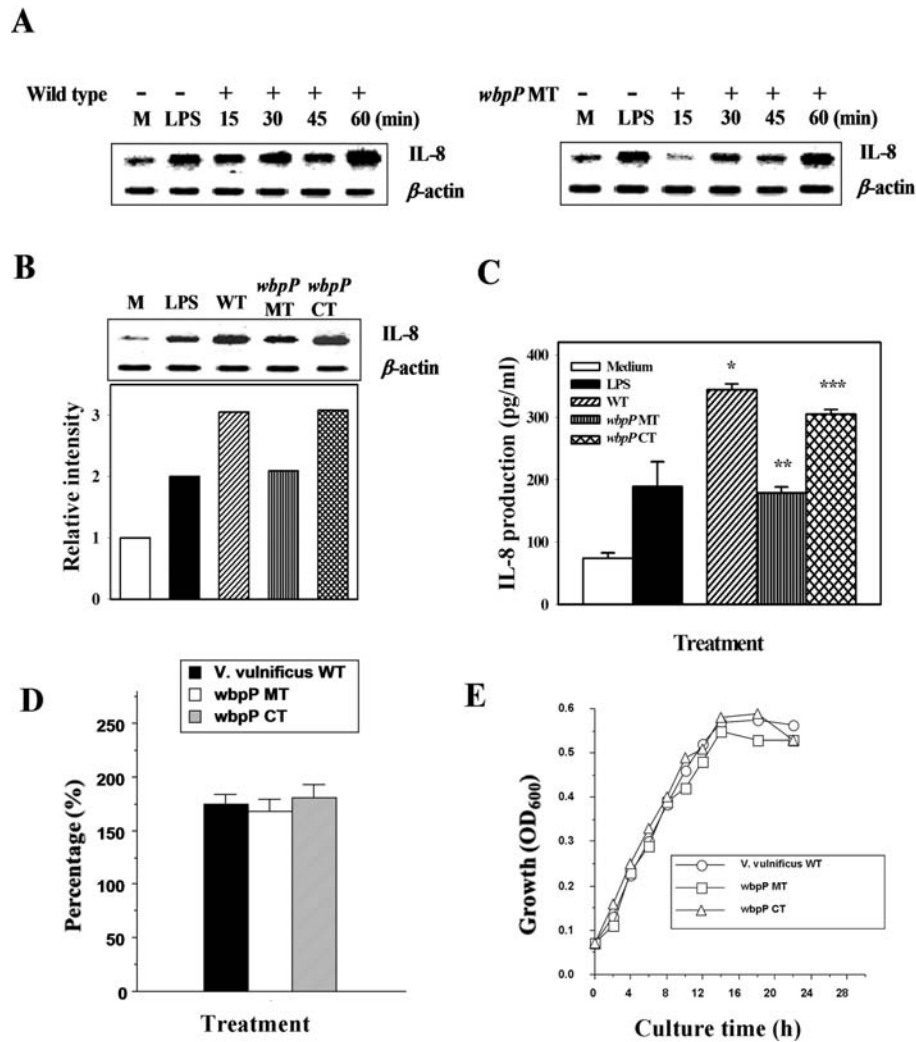 A
Wild type - - + + + +
M LPS 15 30 45 60 (min)
IL-8
β-actin
wbpP MT - - + + + +
M LPS 15 30 45 60 (min)
IL-8
β-actin
B
M LPS WT wbpP MT wbpP CT
IL-8
β-actin
Relative intensity
3
2
1
0
C
IL-8 production (pg/ml)
400
300
200
100
0
Medium
LPS
WT
wbpP MT
wbpP CT
*
**
***
Treatment
D
V. vulnificus WT
wbpP MT
wbpP CT
Percentage (%)
250
200
150
100
50
0
Treatment
E
Growth (OD600)
0.6
0.5
0.4
0.3
0.2
0.1
0.0
V. vulnificus WT
wbpP MT
wbpP CT
0 4 8 12 16 20 24 28
Culture time (h)